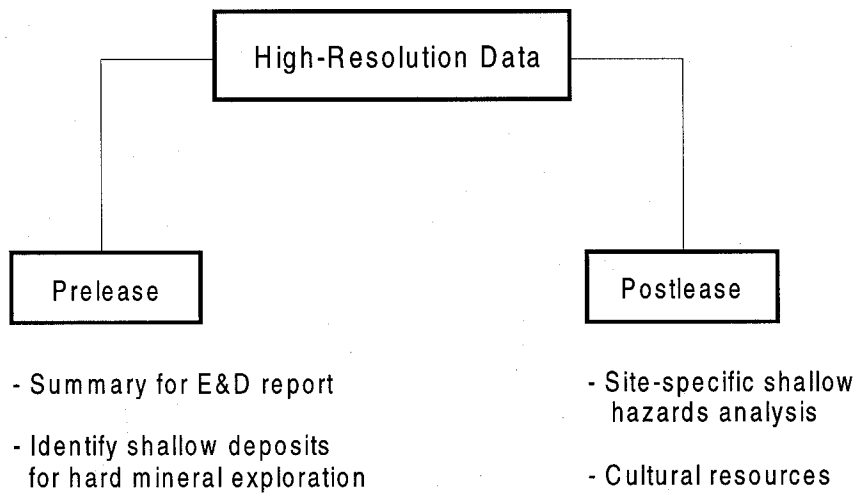 High-Resolution Data
Prelease
- Summary for E&D report
- Identify shallow deposits
for hard mineral exploration
Postlease
- Site-specific shallow
hazards analysis
- Cultural resources